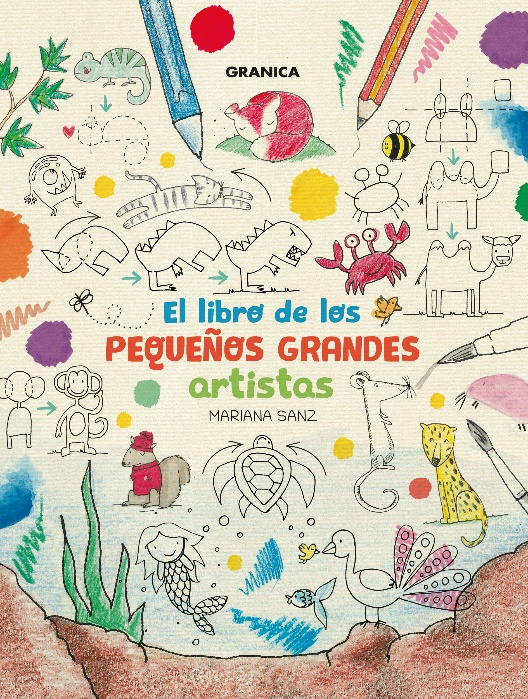 GRANICA
El libro de los
PEQUEÑOS GRANDES
artistas
MARIANA SANZ